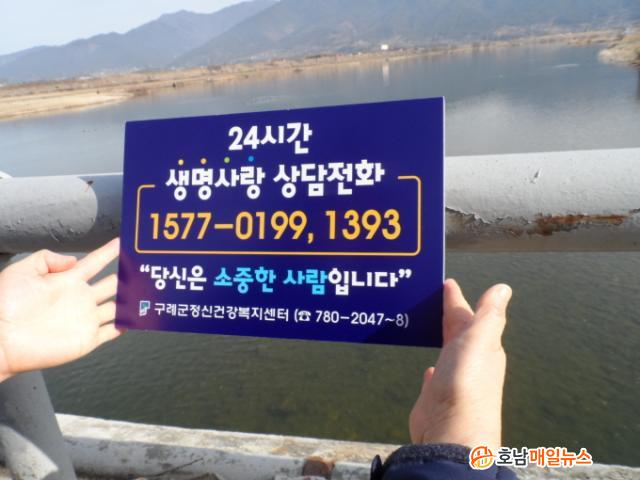 24시간
생명사랑 상담전화
1577-0199, 1393
“당신은 소중한 사람입니다”
구례군정신건강복지센터 (☎ 780-2047~8)
호남매일뉴스